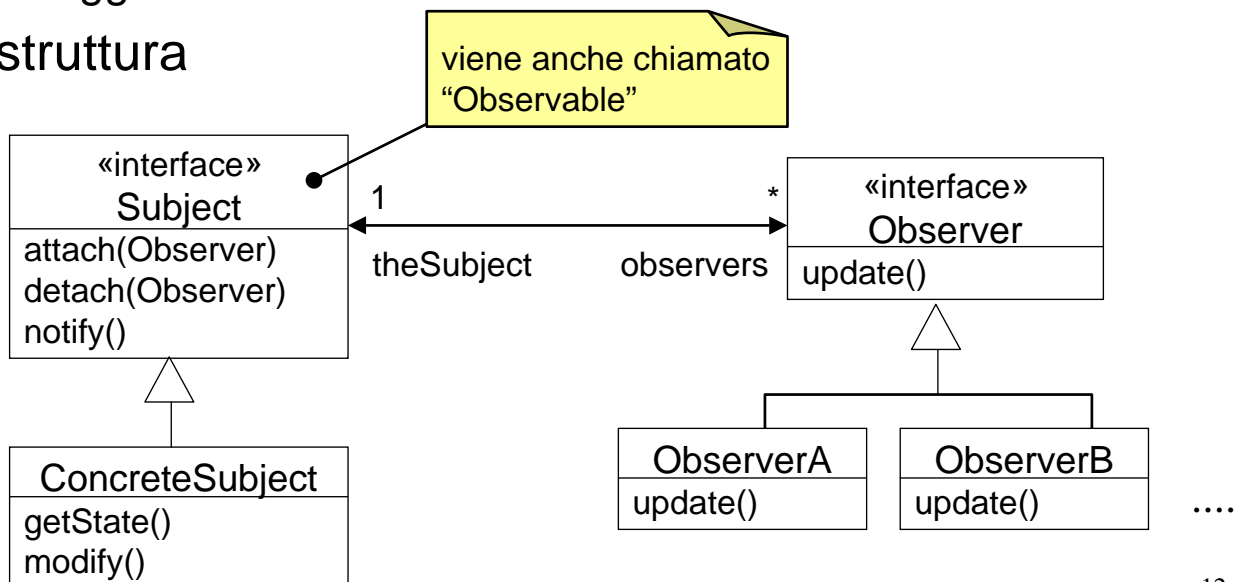 struttura
viene anche chiamato
“Observable”
«interface»
Subject
attach(Observer)
detach(Observer)
notify()
1
*
theSubject
observers
«interface»
Observer
update()
ConcreteSubject
getState()
modify()
ObserverA
update()
ObserverB
update()
....